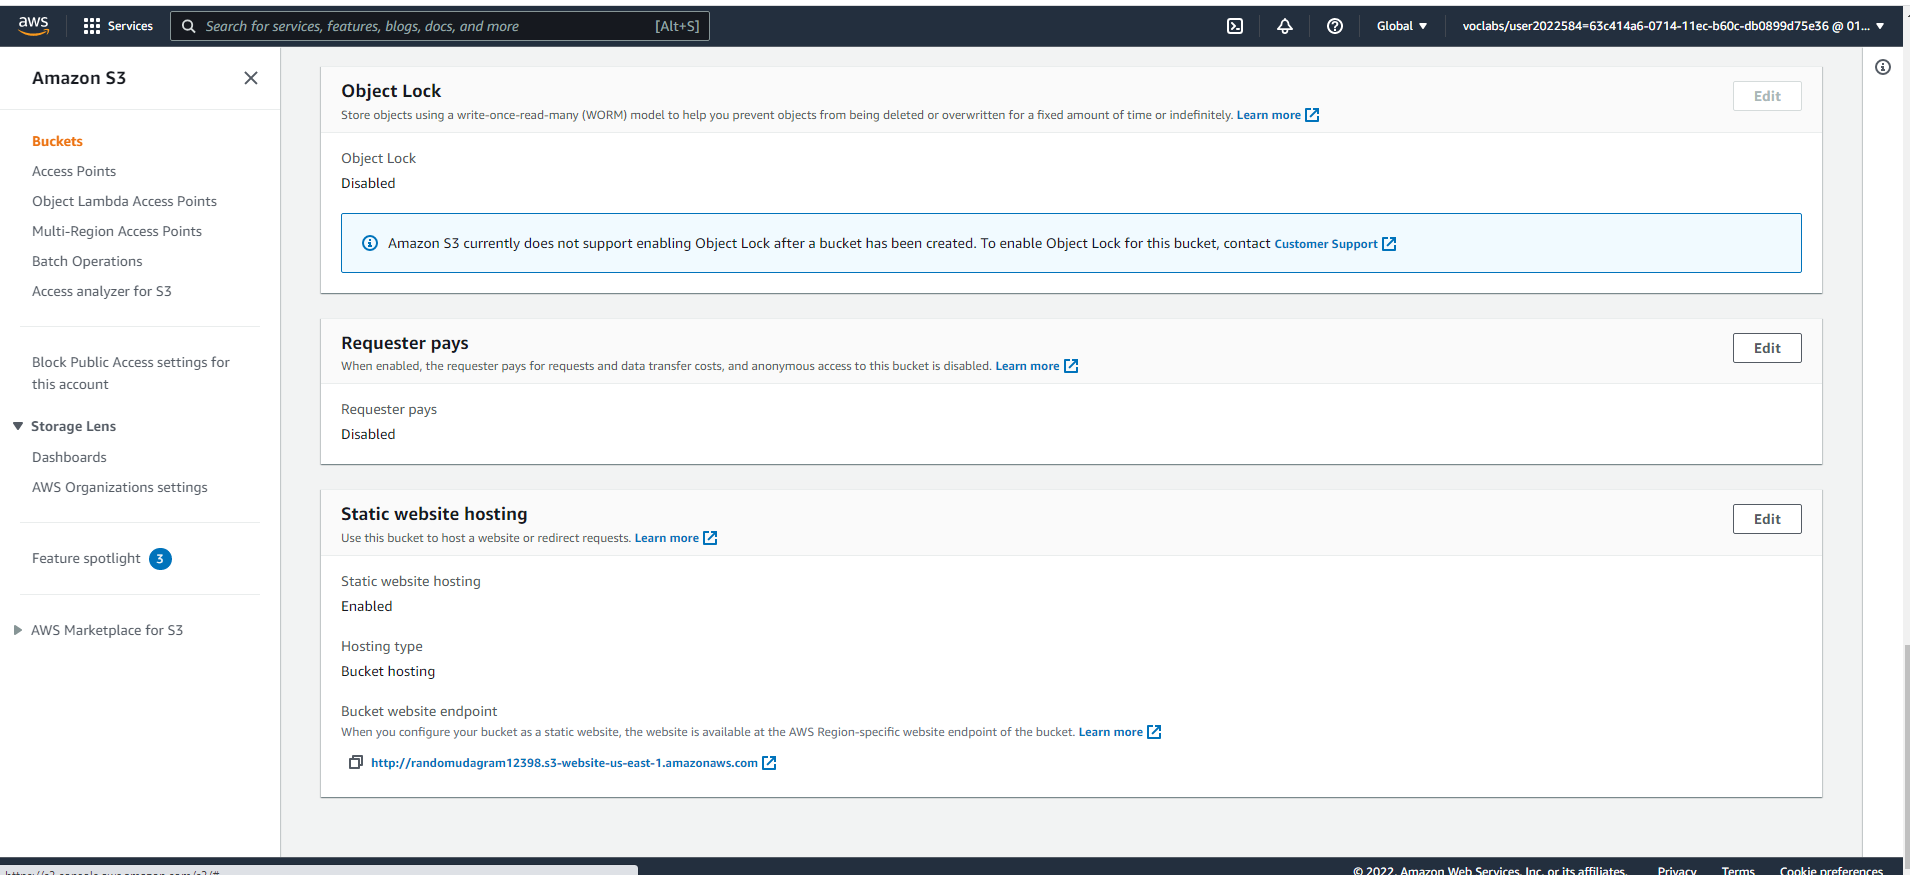 aws
Services
Search for services, features, blogs, docs, and more
[Alt+S]
Global
voclabs/user2022584=63c414a6-0714-11ec-b60c-db0899d75e36 @ 01...
Amazon S3
Buckets
Access Points
Object Lambda Access Points
Multi-Region Access Points
Batch Operations
Access analyzer for S3
Block Public Access settings for
this account
Storage Lens
Dashboards
AWS Organizations settings
Feature spotlight 3
AWS Marketplace for S3
Object Lock
Edit
Store objects using a write-once-read-many (WORM) model to help you prevent objects from being deleted or overwritten for a fixed amount of time or indefinitely. Learn more
Object Lock
Disabled
Amazon S3 currently does not support enabling Object Lock after a bucket has been created. To enable Object Lock for this bucket, contact Customer Support
Requester pays
Edit
When enabled, the requester pays for requests and data transfer costs, and anonymous access to this bucket is disabled. Learn more
Requester pays
Disabled
Static website hosting
Edit
Use this bucket to host a website or redirect requests. Learn more
Static website hosting
Enabled
Hosting type
Bucket hosting
Bucket website endpoint
When you configure your bucket as a static website, the website is available at the AWS Region-specific website endpoint of the bucket. Learn more
http://randomudagram12398.s3-website-us-east-1.amazonaws.com
https://s3.console.aws.amazon.com/s3/#
© 2022, Amazon Web Services, Inc. or its affiliates.
Privacy
Terms
Cookie preferences